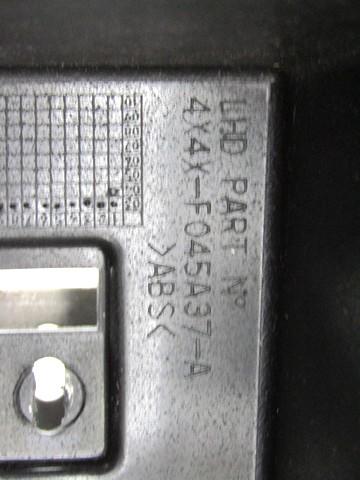 LHD PART Nº
4X4X-F045A37-A
>ABS<